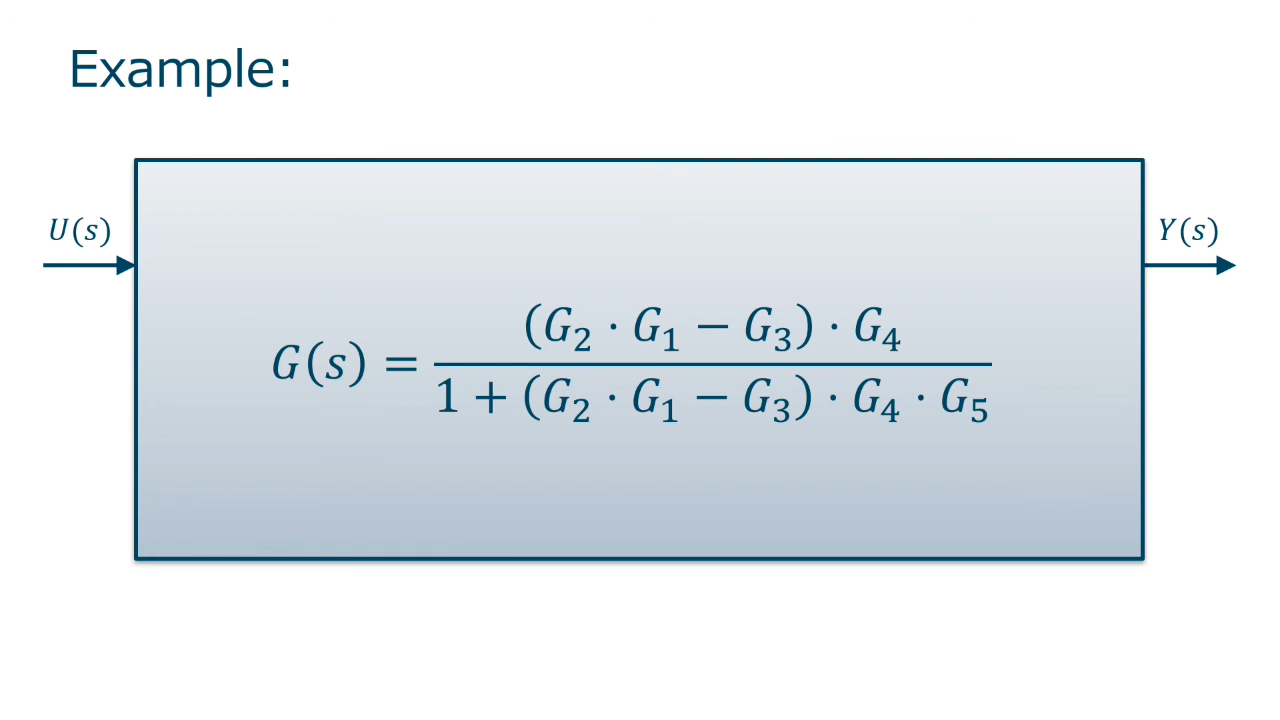 Example:
U(s)
Y(s)
(G₂ · G₁ − G₃) · G₄
G(s) =
1 + (G₂ · G₁ − G₃) · G₄ · G₅